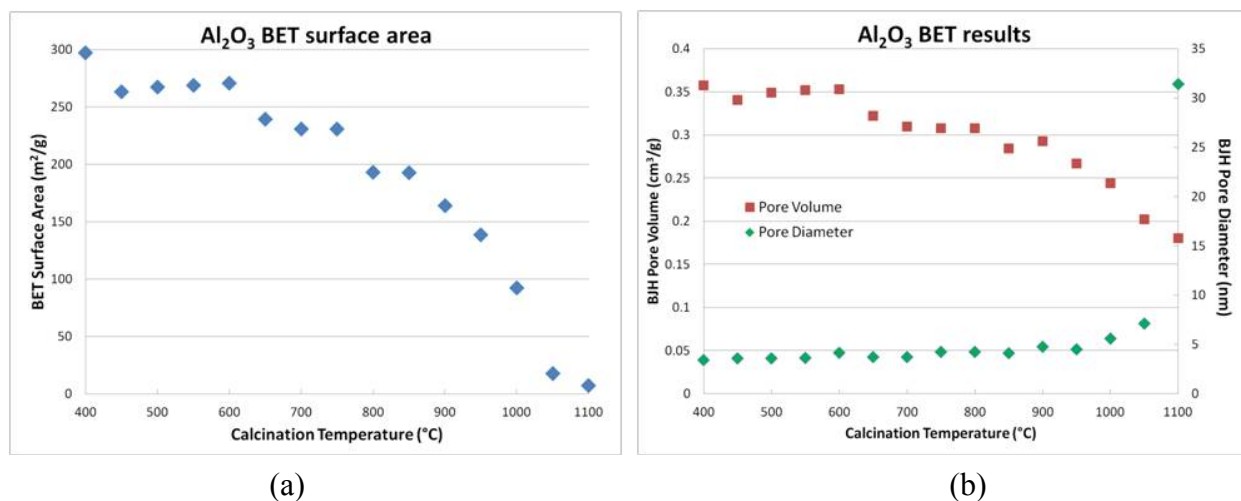 Al₂O₃ BET surface area
BET Surface Area (m²/g)
300
250
200
150
100
50
0
400 500 600 700 800 900 1000 1100
Calcination Temperature (°C)
(a)
Al₂O₃ BET results
BJH Pore Volume (cm³/g)
0.4
0.35
0.3
0.25
0.2
0.15
0.1
0.05
0
Pore Volume
Pore Diameter
35
30
25
20
15
10
5
0
BJH Pore Diameter (nm)
400 500 600 700 800 900 1000 1100
Calcination Temperature (°C)
(b)